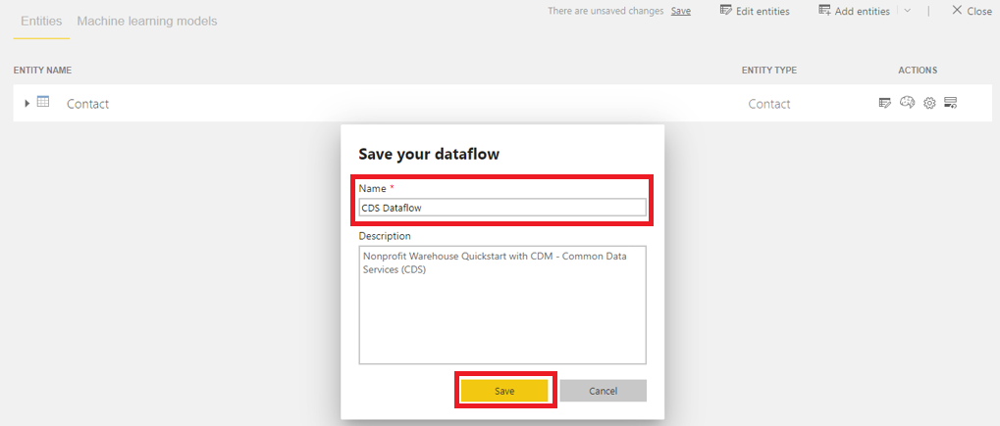 Entities Machine learning models
There are unsaved changes Save Edit entities Add entities Close
ENTITY NAME ENTITY TYPE ACTIONS
Contact Contact
Save your dataflow
Name *
CDS Dataflow
Description
Nonprofit Warehouse Quickstart with CDM - Common Data
Services (CDS)
Save Cancel